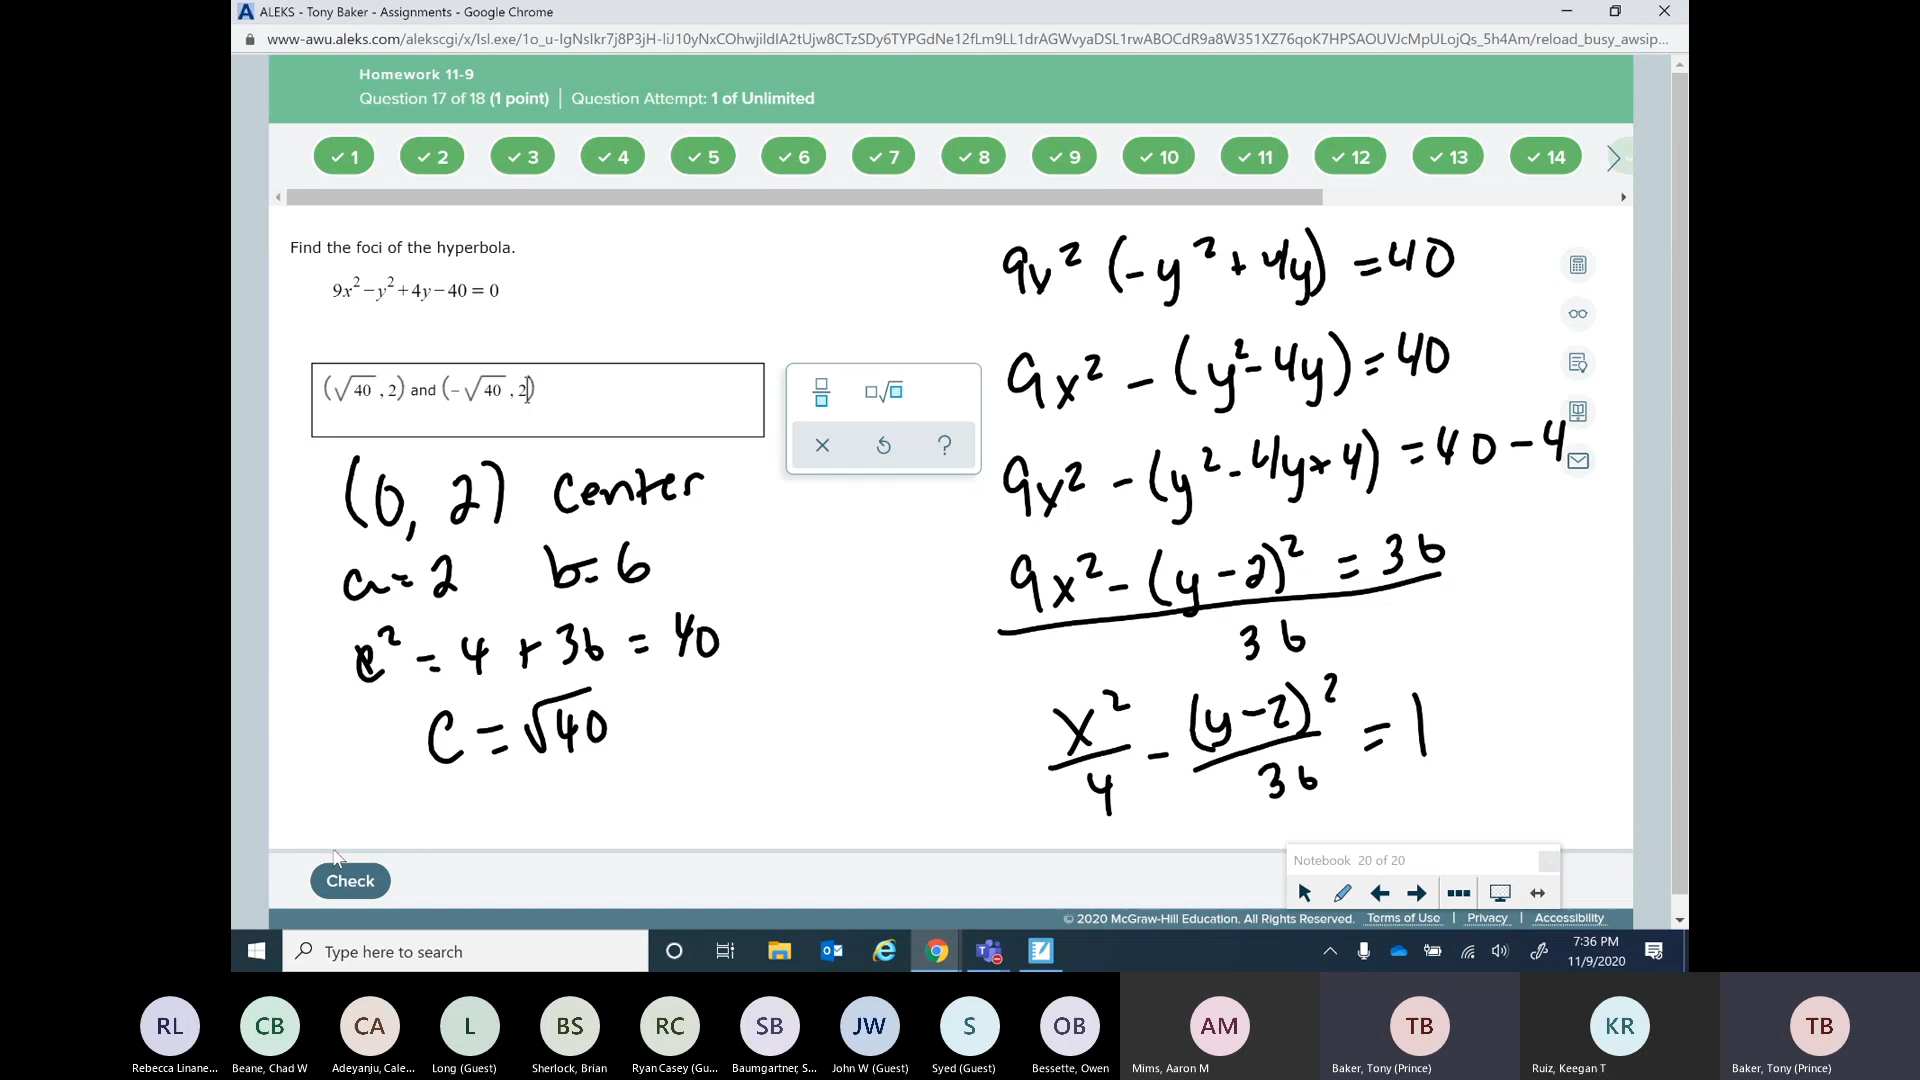 ALEKS - Tony Baker - Assignments - Google Chrome
www-awu.aleks.com/alekscgi/x/Isl.exe/1o_u-IgNsIkr7j8P3jH-IiJ10yNxCOhwjiIdIA2tUjw8CTzSDy6TYPGdNe12fLm9LL1drAGWvyaDSL1rwABOCdR9a8W351XZ76qoK7HPSAOUVJcMpULojQs_5h4Am/reload_busy_awsip...
Homework 11-9
Question 17 of 18 (1 point) | Question Attempt: 1 of Unlimited
✓ 1 ✓ 2 ✓ 3 ✓ 4 ✓ 5 ✓ 6 ✓ 7 ✓ 8 ✓ 9 ✓ 10 ✓ 11 ✓ 12 ✓ 13 ✓ 14
Find the foci of the hyperbola.
9x² − y² + 4y − 40 = 0
(√40 , 2) and (−√40 , 2)
(0, 2) center
a = 2 b = 6
c² = 4 + 36 = 40
C = √40
9x² (−y² + 4y) = 40
9x² − (y² − 4y) = 40
9x² − (y² − 4y + 4) = 40 − 4
9x² − (y − 2)² = 36
36
x²/4 − (y−2)²/36 = 1
Check
Notebook 20 of 20
© 2020 McGraw-Hill Education. All Rights Reserved. Terms of Use | Privacy | Accessibility
Type here to search
7:36 PM
11/9/2020
RL CB CA L BS RC SB JW S OB AM TB KR TB
Rebecca Linane... Beane, Chad W Adeyanju, Cale... Long (Guest) Sherlock, Brian Ryan Casey (Gu... Baumgartner, S... John W (Guest) Syed (Guest) Bessette, Owen Mims, Aaron M Baker, Tony (Prince) Ruiz, Keegan T Baker, Tony (Prince)